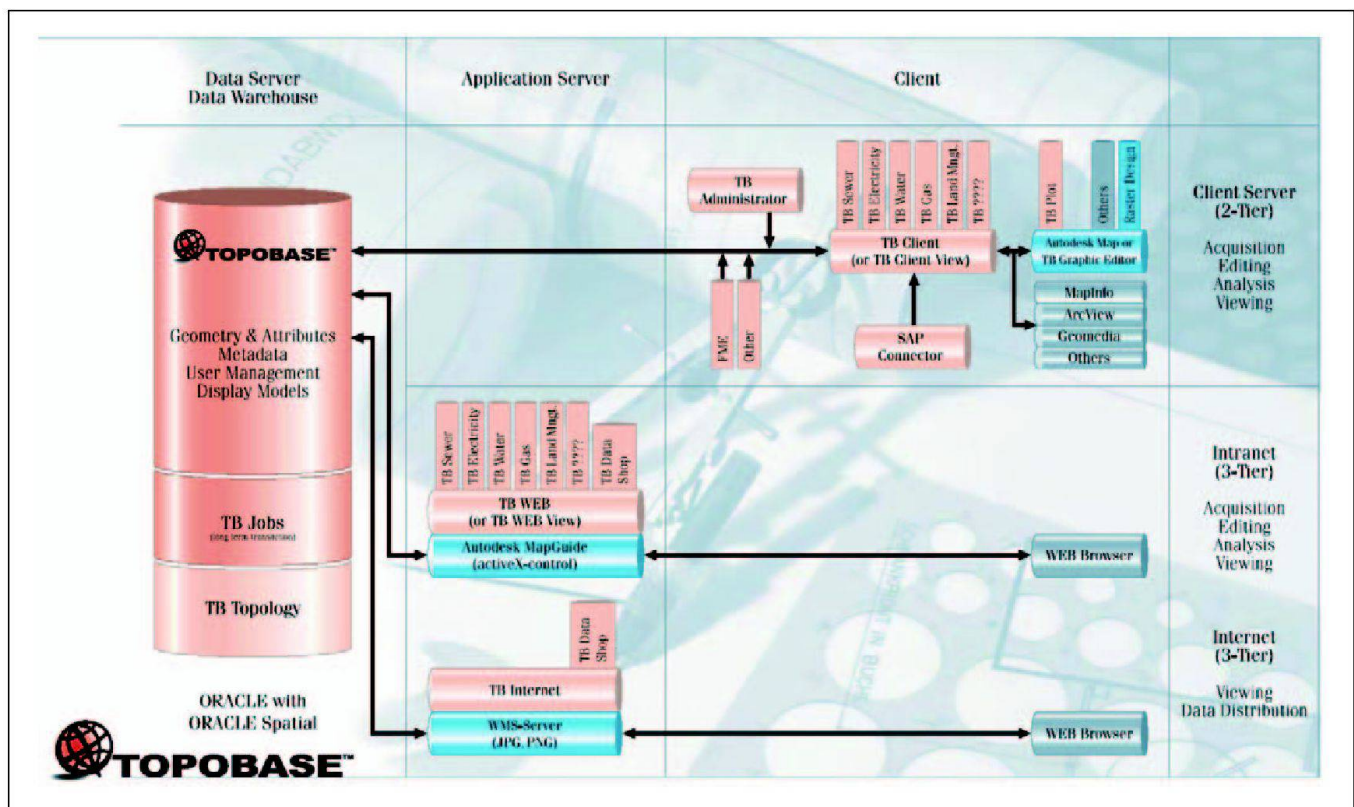 Data Server
Data Warehouse
Application Server
Client
TB
Administrator
TB Sewer
TB Electricity
TB Water
TB Gas
TB Land Mngt.
TB ????
TB Plot
Others
Raster Design
Client Server
(2-Tier)
TOPOBASE™
TB Client
(or TB Client View)
Autodesk Map or
TB Graphic Editor
Acquisition
Editing
Analysis
Viewing
FME
Other
SAP
Connector
MapInfo
ArcView
Geomedia
Others
Geometry & Attributes
Metadata
User Management
Display Models
TB Sewer
TB Electricity
TB Water
TB Gas
TB Land Mngt.
TB ????
TB Data
Shop
Intranet
(3-Tier)
TB Jobs
(long term transaction)
TB WEB
(or TB WEB View)
Autodesk MapGuide
(activeX-control)
WEB Browser
Acquisition
Editing
Analysis
Viewing
TB Topology
TB Data
Shop
Internet
(3-Tier)
ORACLE with
ORACLE Spatial
TB Internet
WMS-Server
(JPG, PNG)
WEB Browser
Viewing
Data Distribution
TOPOBASE™